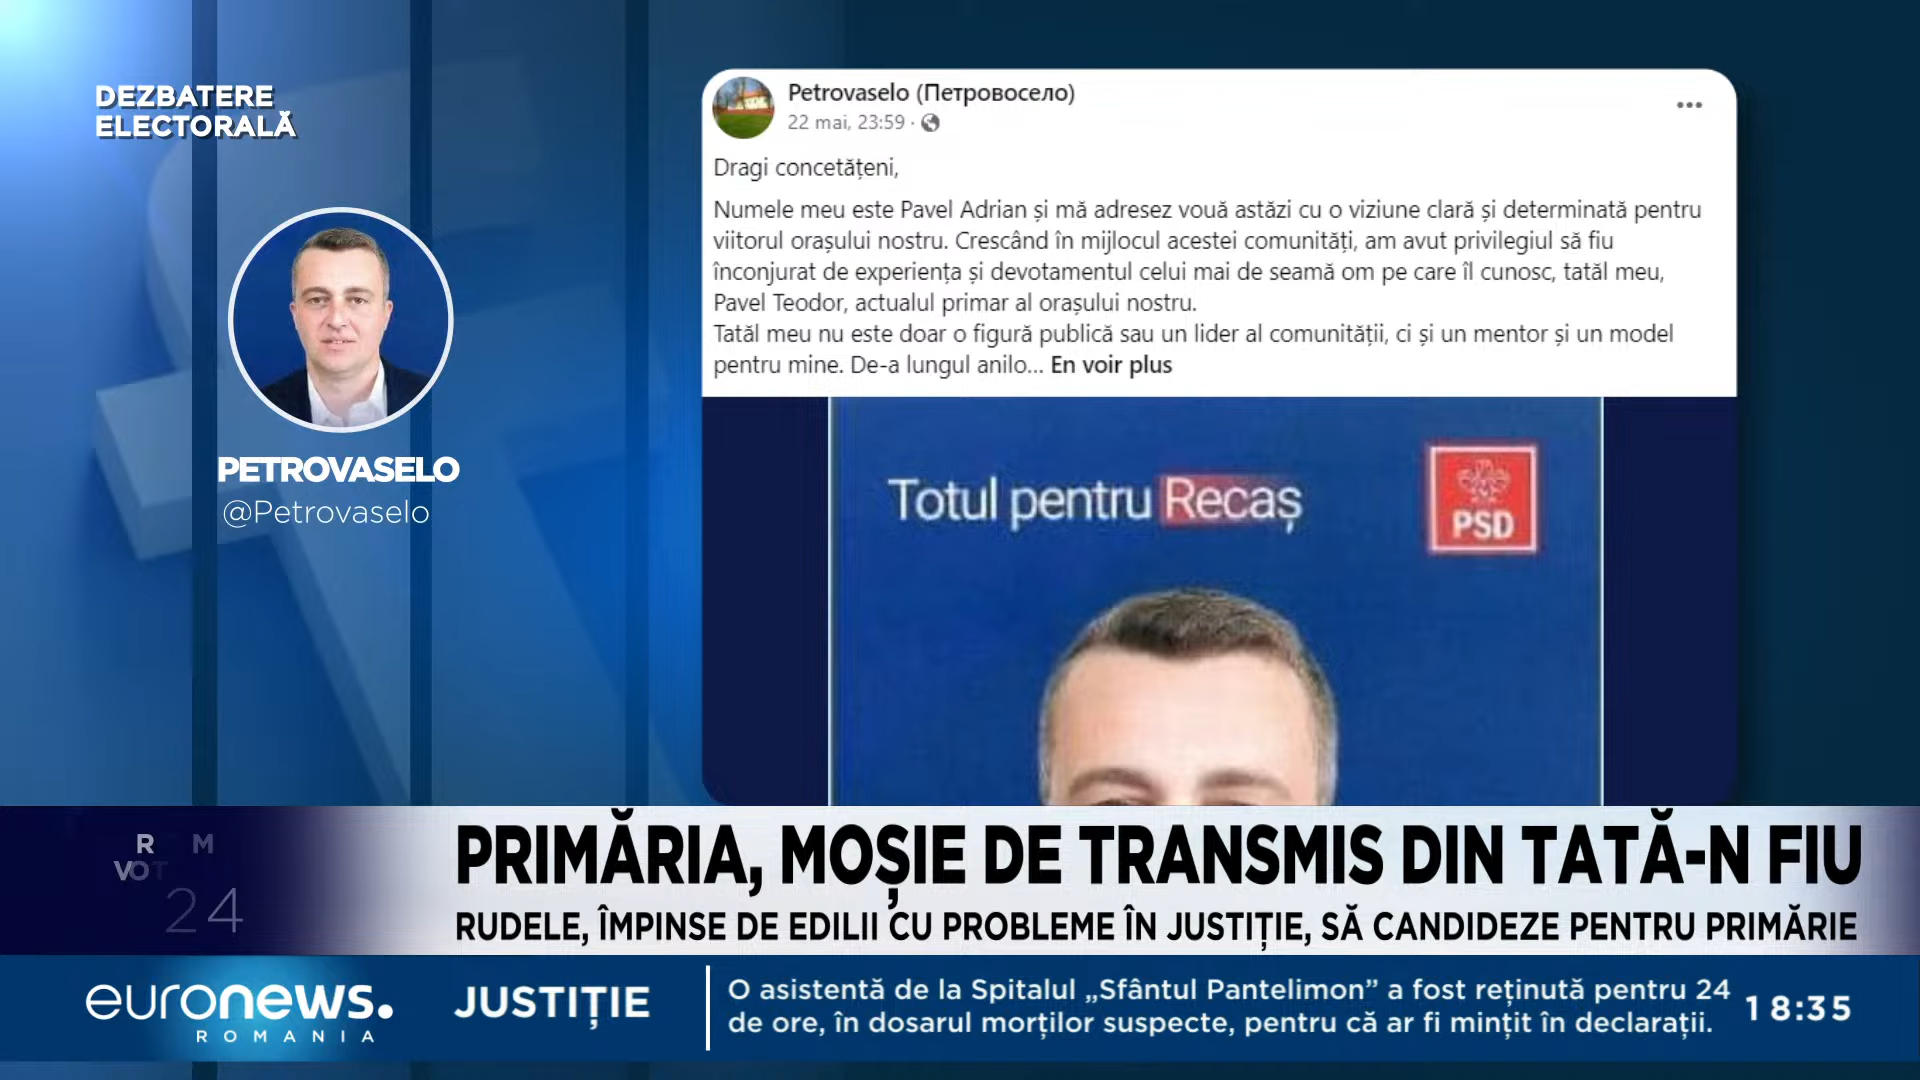 DEZBATERE
ELECTORALĂ
PETROVASELO
@Petrovaselo
Petrovaselo (Петровосело)
22 mai, 23:59 ·
Dragi concetățeni,
Numele meu este Pavel Adrian și mă adresez vouă astăzi cu o viziune clară și determinată pentru
viitorul orașului nostru. Crescând în mijlocul acestei comunități, am avut privilegiul să fiu
înconjurat de experiența și devotamentul celui mai de seamă om pe care îl cunosc, tatăl meu,
Pavel Teodor, actualul primar al orașului nostru.
Tatăl meu nu este doar o figură publică sau un lider al comunității, ci și un mentor și un model
pentru mine. De-a lungul anilo... En voir plus
Totul pentru Recaș
PSD
R M
VOT
24
PRIMĂRIA, MOȘIE DE TRANSMIS DIN TATĂ-N FIU
RUDELE, ÎMPINSE DE EDILII CU PROBLEME ÎN JUSTIȚIE, SĂ CANDIDEZE PENTRU PRIMĂRIE
euronews.
ROMANIA
JUSTIȚIE
O asistentă de la Spitalul „Sfântul Pantelimon” a fost reținută pentru 24
de ore, în dosarul morților suspecte, pentru că ar fi mințit în declarații.
18:35